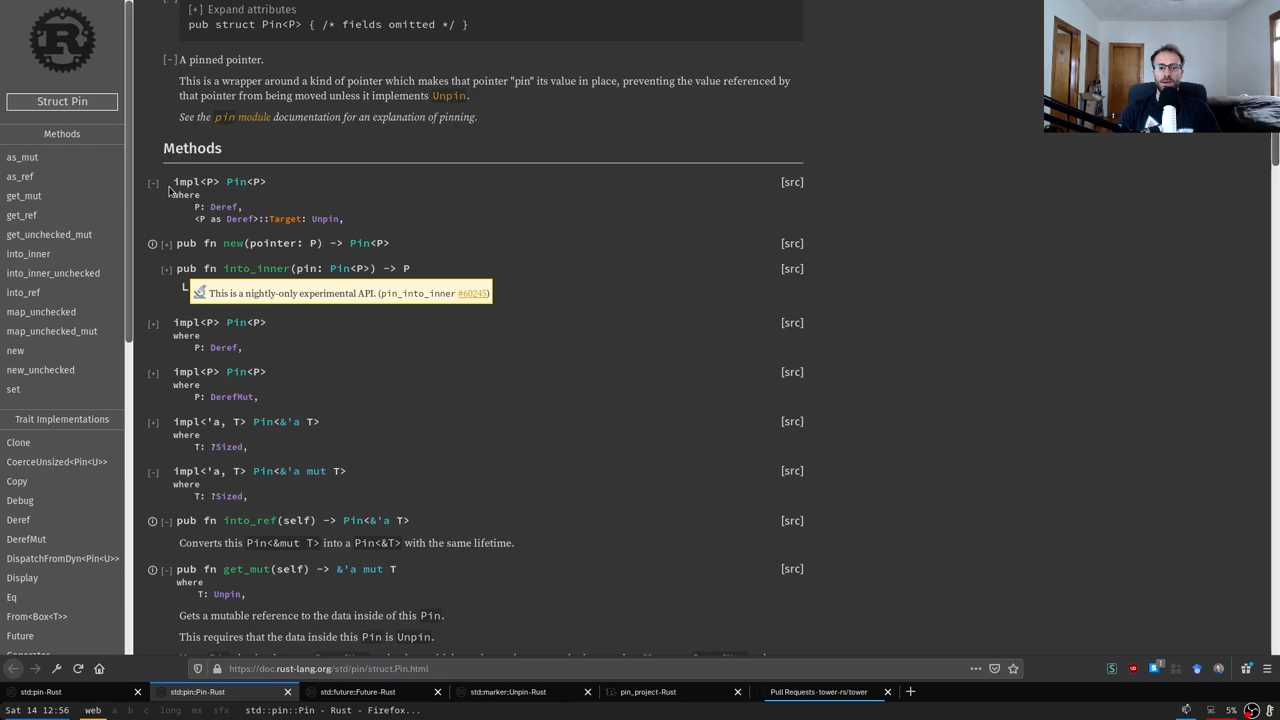 [+] Expand attributes
pub struct Pin<P> { /* fields omitted */ }
[-] A pinned pointer.
This is a wrapper around a kind of pointer which makes that pointer "pin" its value in place, preventing the value referenced by
that pointer from being moved unless it implements Unpin.
See the pin module documentation for an explanation of pinning.
Methods
[-] impl<P> Pin<P> [src]
where
P: Deref,
<P as Deref>::Target: Unpin,
ⓘ [+] pub fn new(pointer: P) -> Pin<P> [src]
[+] pub fn into_inner(pin: Pin<P>) -> P [src]
This is a nightly-only experimental API. (pin_into_inner #60245)
[+] impl<P> Pin<P> [src]
where
P: Deref,
[+] impl<P> Pin<P> [src]
where
P: DerefMut,
[+] impl<'a, T> Pin<&'a T> [src]
where
T: ?Sized,
[-] impl<'a, T> Pin<&'a mut T> [src]
where
T: ?Sized,
ⓘ [-] pub fn into_ref(self) -> Pin<&'a T> [src]
Converts this Pin<&mut T> into a Pin<&T> with the same lifetime.
ⓘ [-] pub fn get_mut(self) -> &'a mut T [src]
where
T: Unpin,
Gets a mutable reference to the data inside of this Pin.
This requires that the data inside this Pin is Unpin.
R
Struct Pin
Methods
as_mut
as_ref
get_mut
get_ref
get_unchecked_mut
into_inner
into_inner_unchecked
into_ref
map_unchecked
map_unchecked_mut
new
new_unchecked
set
Trait Implementations
Clone
CoerceUnsized<Pin<U>>
Copy
Debug
Deref
DerefMut
DispatchFromDyn<Pin<U>>
Display
Eq
From<Box<T>>
Future
Generator
https://doc.rust-lang.org/std/pin/struct.Pin.html
std::pin - Rust
std::pin::Pin - Rust
std::future::Future - Rust
std::marker::Unpin - Rust
pin_project - Rust
Pull Requests · tower-rs/tower
Sat 14 12:56 web a b c long mx sfx std::pin::Pin - Rust - Firefox... 5%